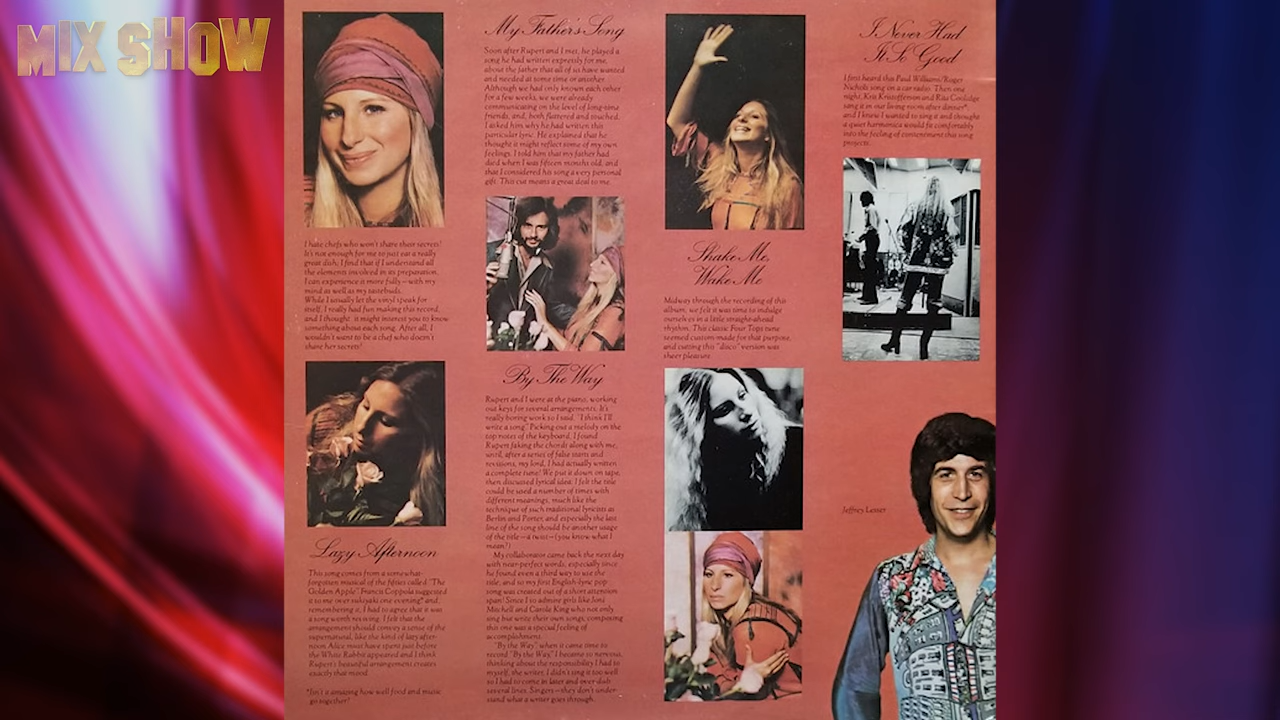 MIX SHOW
I hate chefs who won't share their secrets!
It's not enough for me to just eat a really
great dish; I find that if I understand all
the elements involved in its preparation,
I can experience it more fully—with my
mind as well as my tastebuds.
While I usually let the vinyl speak for
itself, I really had fun making this record,
and I thought it might interest you to know
something about each song. After all, I
wouldn't want to be a chef who doesn't
share her secrets!
Lazy Afternoon
This song comes from a somewhat-
forgotten musical of the fifties called "The
Golden Apple". Francis Coppola suggested
it to me over sukiyaki one evening* and,
remembering it, I had to agree that it was
a song worth reviving. I felt that the
arrangement should convey a sense of the
supernatural, like the kind of lazy after-
noon Alice must have spent just before
the White Rabbit appeared and I think
Rupert's beautiful arrangement creates
exactly that mood.
*Isn't it amazing how well food and music
go together?
My Father's Song
Soon after Rupert and I met, he played a
song he had written expressly for me,
about the father that all of us have wanted
and needed at some time or another.
Although we had only known each other
for a few weeks, we were already
communicating on the level of long-time
friends, and, both flattered and touched,
I asked him why he had written this
particular lyric. He explained that he
thought it might reflect some of my own
feelings. I told him that my father had
died when I was fifteen months old, and
that I considered his song a very personal
gift. This cut means a great deal to me.
By The Way
Rupert and I were at the piano, working
out keys for several arrangements. It's
really boring work so I said, "I think I'll
write a song". Picking out a melody on the
top notes of the keyboard, I found
Rupert faking the chords along with me,
until, after a series of false starts and
revisions, my lord, I had actually written
a complete tune! We put it down on tape,
then discussed lyrical idea. I felt the title
could be used a number of times with
different meanings, much like the
technique of such traditional lyricists as
Berlin and Porter, and especially the last
line of the song should be another usage
of the title—a twist—(you know what I
mean?)
My collaborator came back the next day
with near-perfect words, especially since
he found even a third way to use the
title, and so my first English-lyric pop
song was created out of a short attention
span! Since I so admire girls like Joni
Mitchell and Carole King who not only
sing but write their own songs, composing
this one was a special feeling of
accomplishment.
"By the Way" when it came time to
record "By the Way," I became so nervous,
thinking about the responsibility I had to
myself, the writer, I didn't sing it too well
so I had to come in later and over-dub
several lines. Singers—they don't under-
stand what a writer goes through.
Shake Me,
Wake Me
Midway through the recording of this
album, we felt it was time to indulge
ourselves in a little straight-ahead
rhythm. This classic Four Tops tune
seemed custom-made for that purpose,
and cutting this "disco" version was
sheer pleasure.
I Never Had
It So Good
I first heard this Paul Williams/Roger
Nichols song on a car radio. Then one
night, Kris Kristofferson and Rita Coolidge
sang it in our living room after dinner*,
and I knew I wanted to sing it and thought
a quiet harmonica would fit comfortably
into the feeling of contentment this song
projects.
Jeffrey Lesser